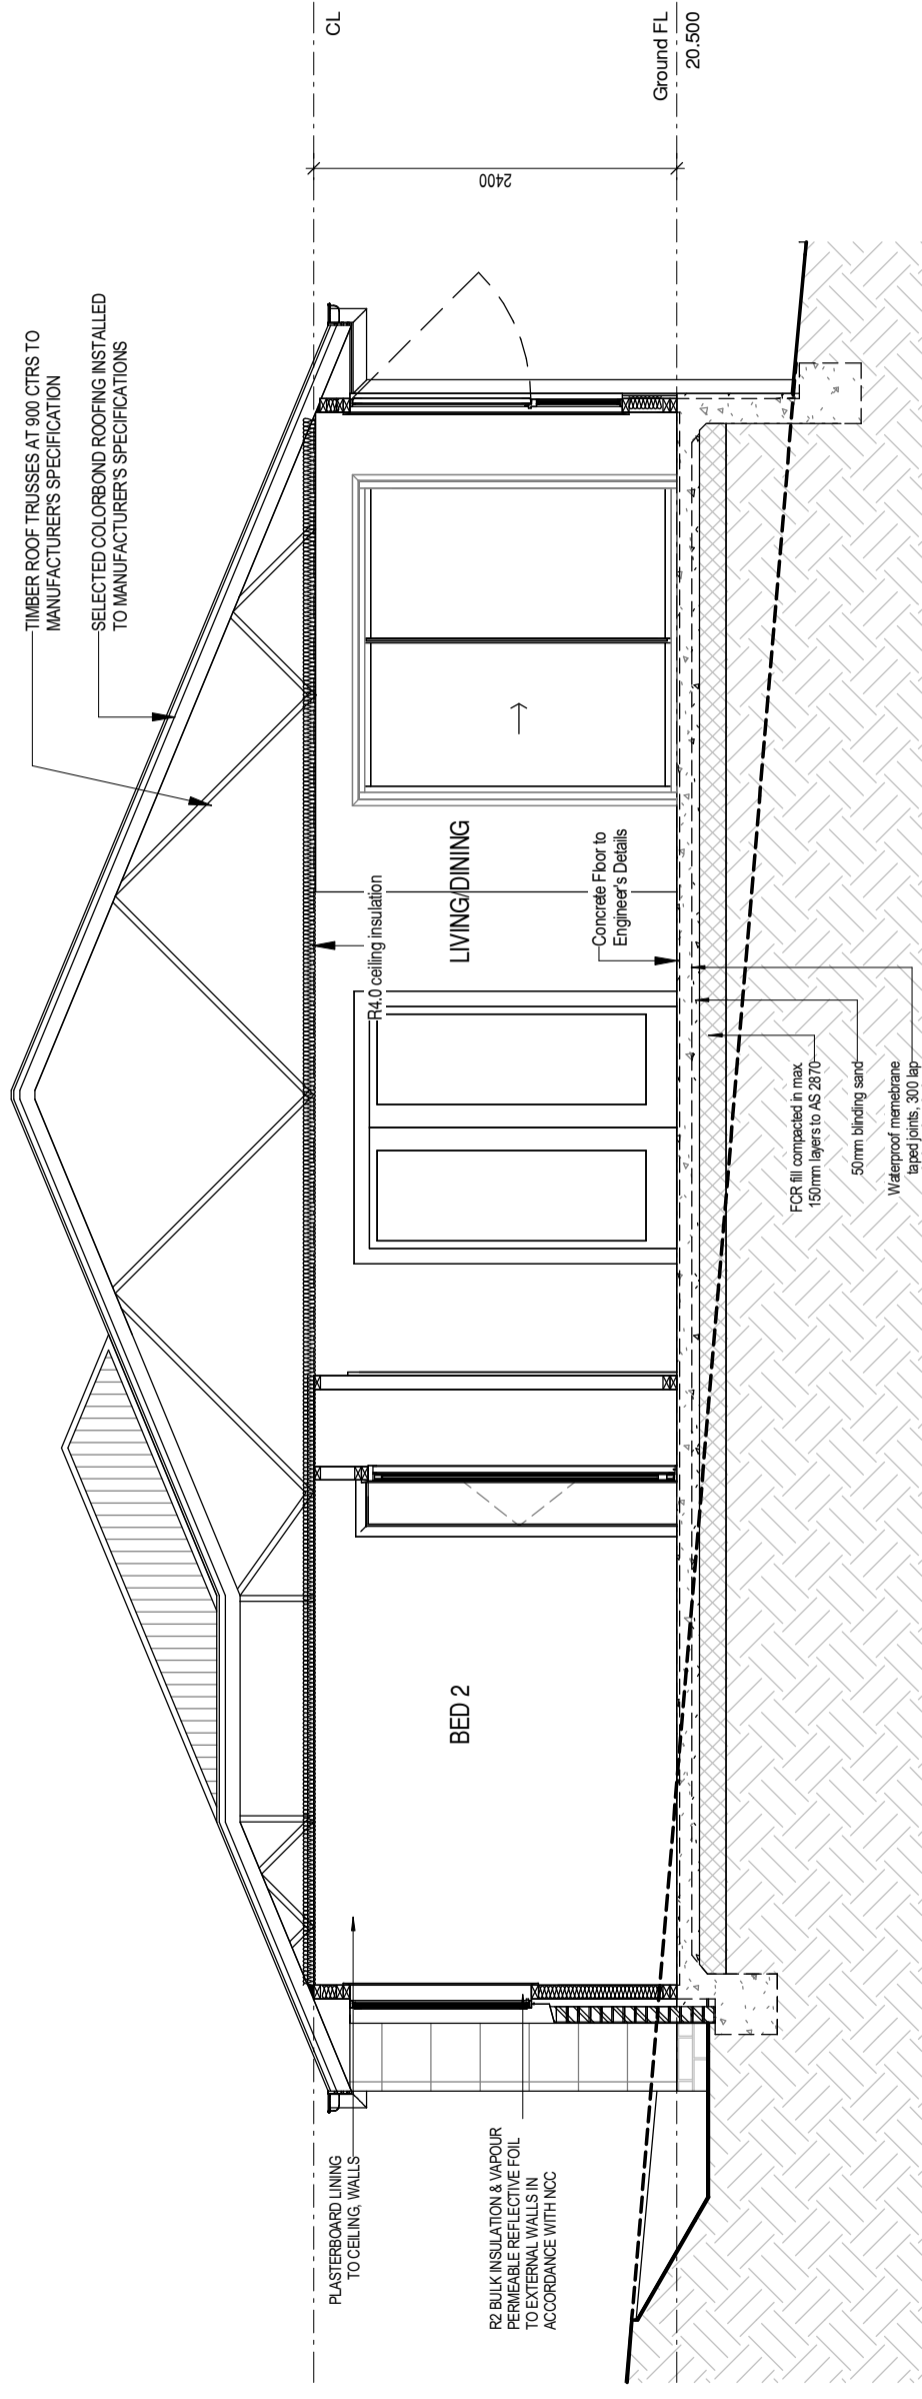 TIMBER ROOF TRUSSES AT 900 CTRS TO
MANUFACTURER'S SPECIFICATION
SELECTED COLORBOND ROOFING INSTALLED
TO MANUFACTURER'S SPECIFICATIONS
CL
2400
Ground FL
20.500
R4.0 ceiling insulation
LIVING/DINING
BED 2
Concrete Floor to
Engineer's Details
PLASTERBOARD LINING
TO CEILING, WALLS
R2 BULK INSULATION & VAPOUR
PERMEABLE REFLECTIVE FOIL
TO EXTERNAL WALLS IN
ACCORDANCE WITH NCC
FCR fill compacted in max
150mm layers to AS 2870
50mm blinding sand
Waterproof memebrane
taped joints, 300 lap